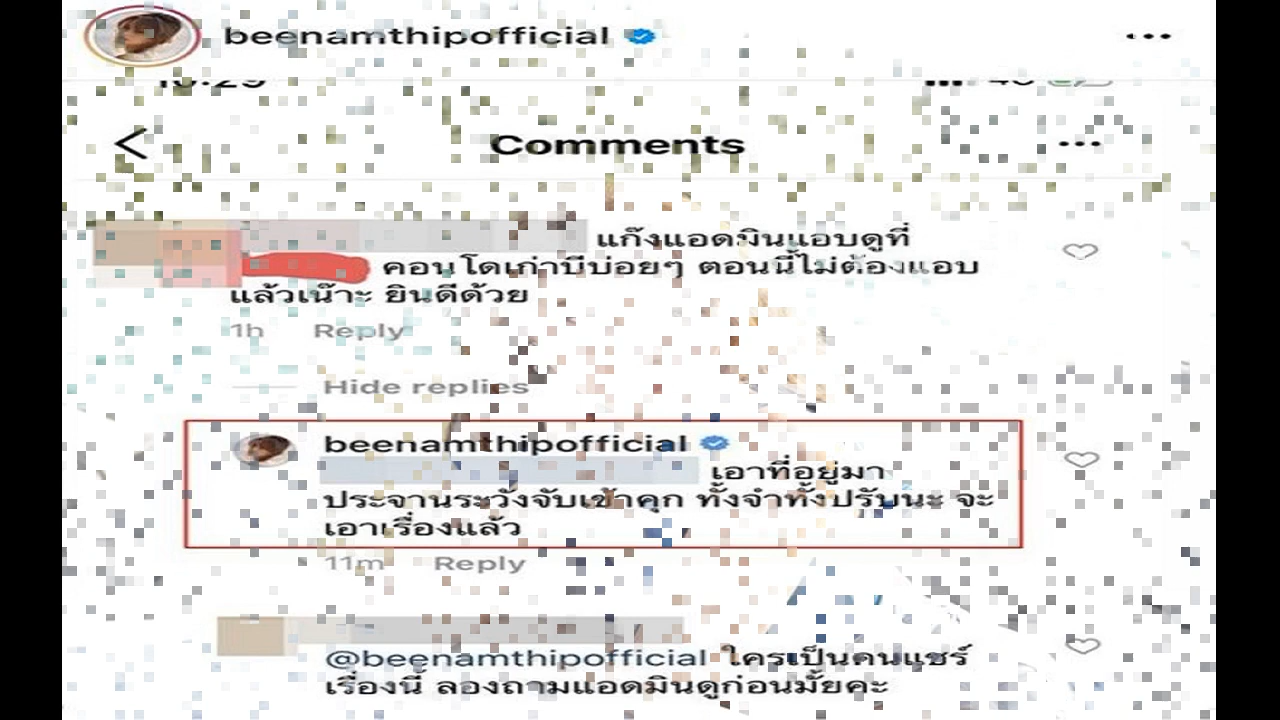 beenamthipofficial
Comments
แก๊งแอดมินแอบดูที่
คอนโดเก่าบีบ่อยๆ ตอนนี้ไม่ต้องแอบ
แล้วเน๊าะ ยินดีด้วย
1h Reply
Hide replies
beenamthipofficial
เอาที่อยู่มา
ประจานระวังจับเข้าคุก ทั้งจำทั้งปรับนะ จะ
เอาเรื่องแล้ว
11m Reply
@beenamthipofficial ใครเป็นคนแชร์
เรื่องนี้ ลองถามแอดมินดูก่อนมั้ยคะ